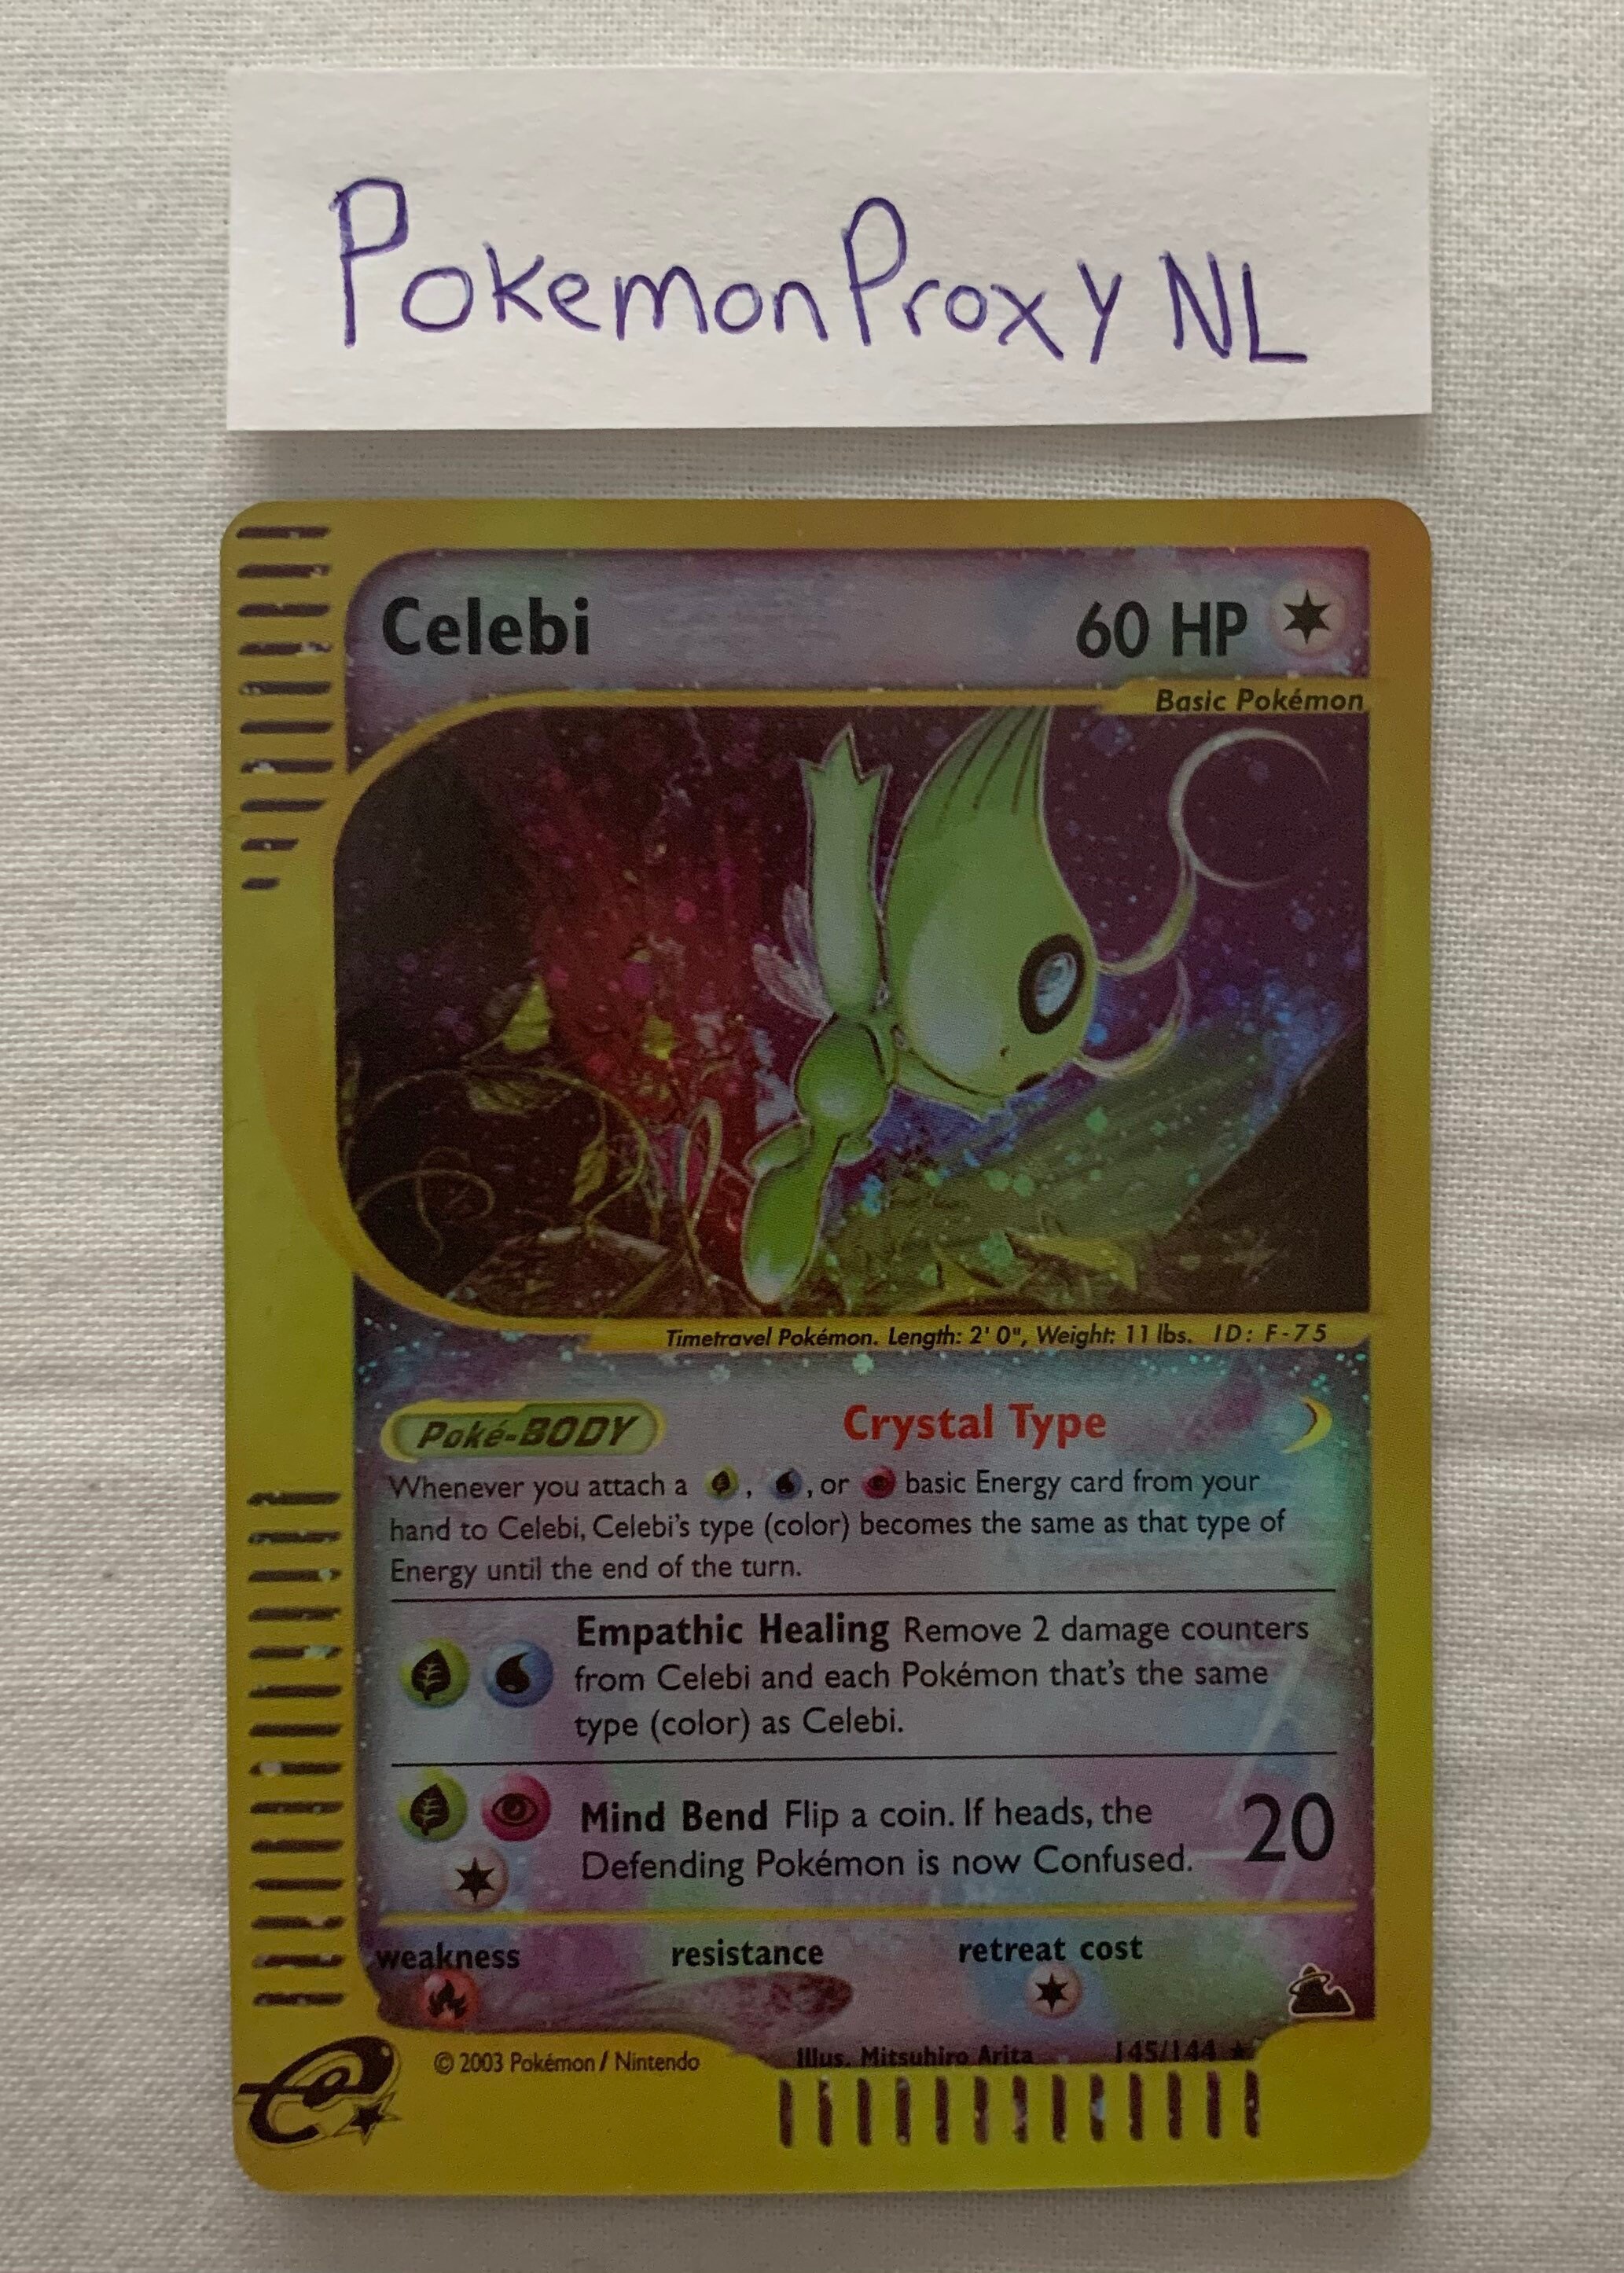 PokemonProxyNL
Celebi
60 HP
Basic Pokémon
Timetravel Pokémon. Length: 2' 0", Weight: 11 lbs. ID: F-75
Poké-BODY
Crystal Type
Whenever you attach a , , or basic Energy card from your
hand to Celebi, Celebi's type (color) becomes the same as that type of
Energy until the end of the turn.
Empathic Healing Remove 2 damage counters
from Celebi and each Pokémon that's the same
type (color) as Celebi.
Mind Bend Flip a coin. If heads, the
Defending Pokémon is now Confused.
20
weakness
resistance
retreat cost
e
© 2003 Pokémon / Nintendo
Illus. Mitsuhiro Arita
145/144 ★